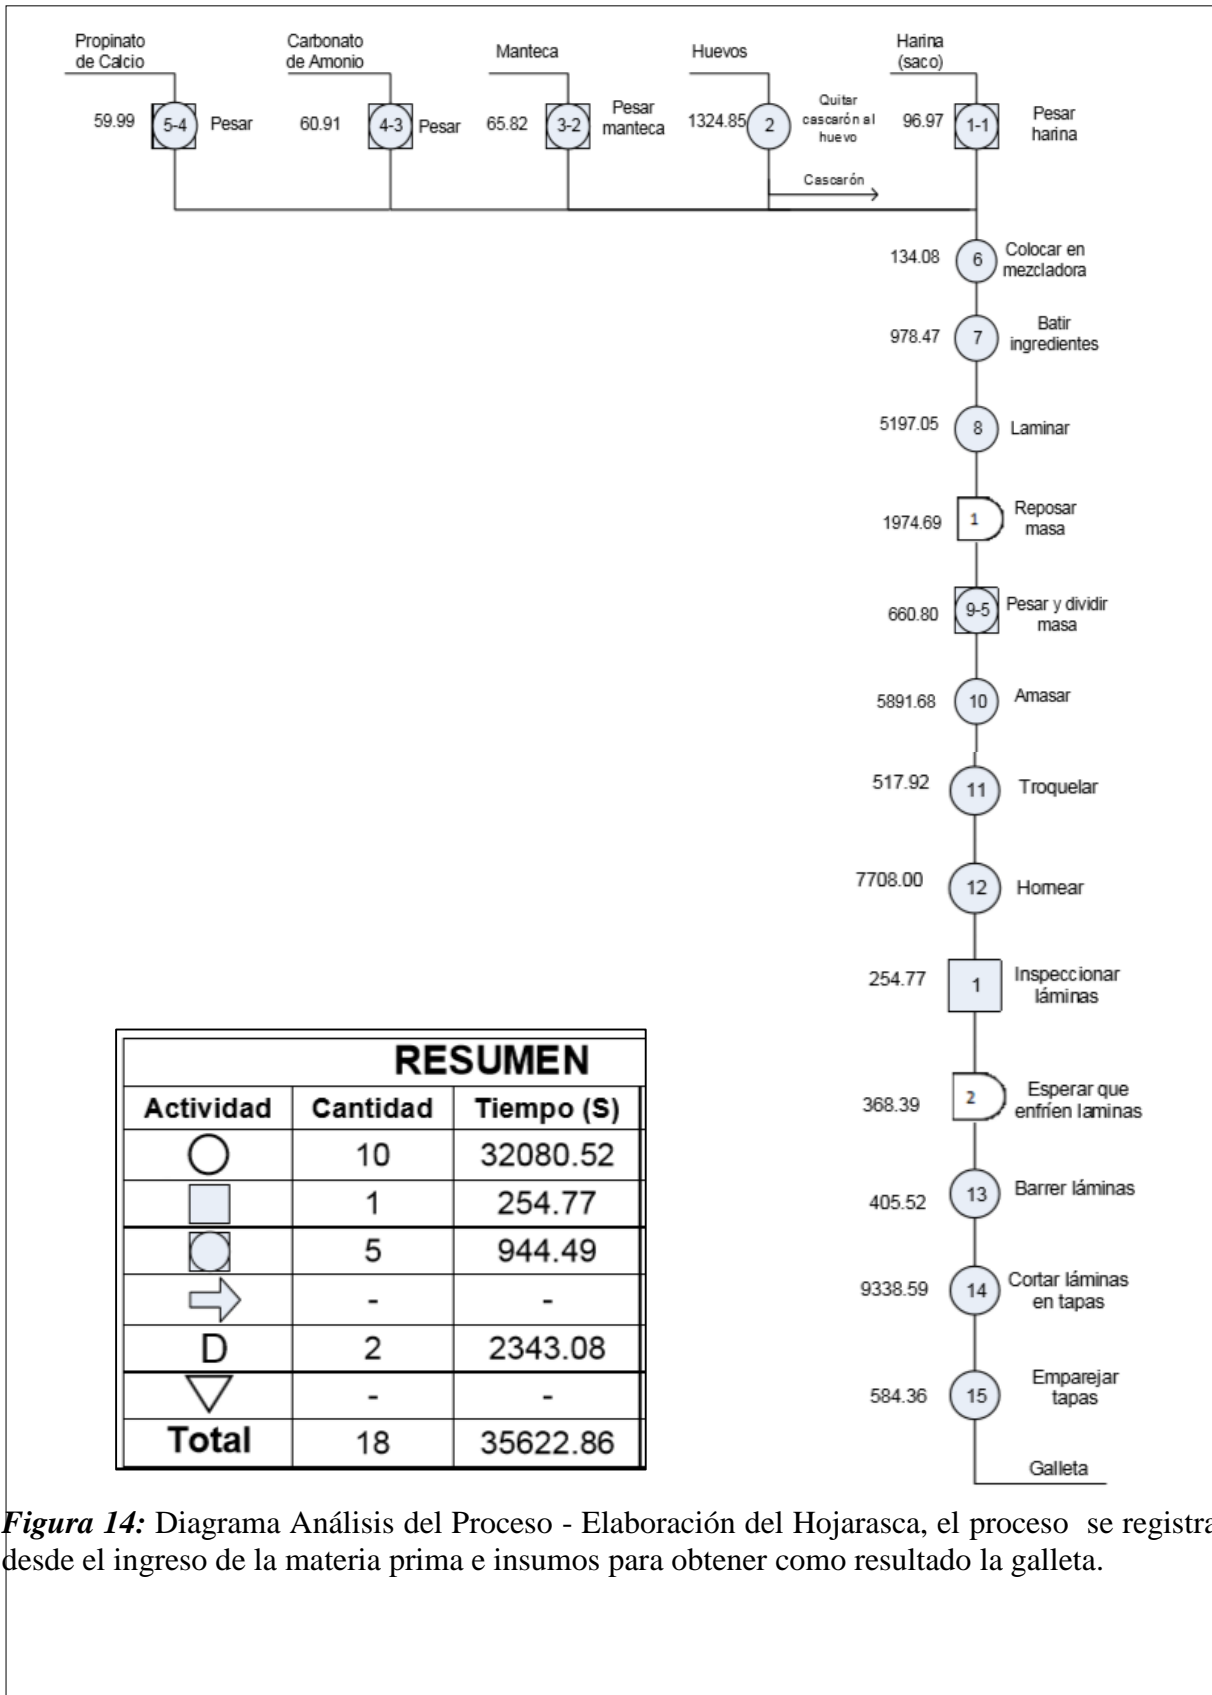 Propinato
de Calcio
59.99
5-4
Pesar
Carbonato
de Amonio
60.91
4-3
Pesar
Manteca
65.82
3-2
Pesar
manteca
Huevos
1324.85
2
Quitar
cascarón al
huevo
Cascarón
Harina
(saco)
96.97
1-1
Pesar
harina
134.08
6
Colocar en
mezcladora
978.47
7
Batir
ingredientes
5197.05
8
Laminar
1974.69
1
Reposar
masa
660.80
9-5
Pesar y dividir
masa
5891.68
10
Amasar
517.92
11
Troquelar
7708.00
12
Hornear
254.77
1
Inspeccionar
láminas
368.39
2
Esperar que
enfríen laminas
405.52
13
Barrer láminas
9338.59
14
Cortar láminas
en tapas
584.36
15
Emparejar
tapas
Galleta
RESUMEN
Actividad Cantidad Tiempo (S)
10 32080.52
1 254.77
5 944.49
- -
D 2 2343.08
- -
Total 18 35622.86
Figura 14: Diagrama Análisis del Proceso - Elaboración del Hojarasca, el proceso se registra
desde el ingreso de la materia prima e insumos para obtener como resultado la galleta.